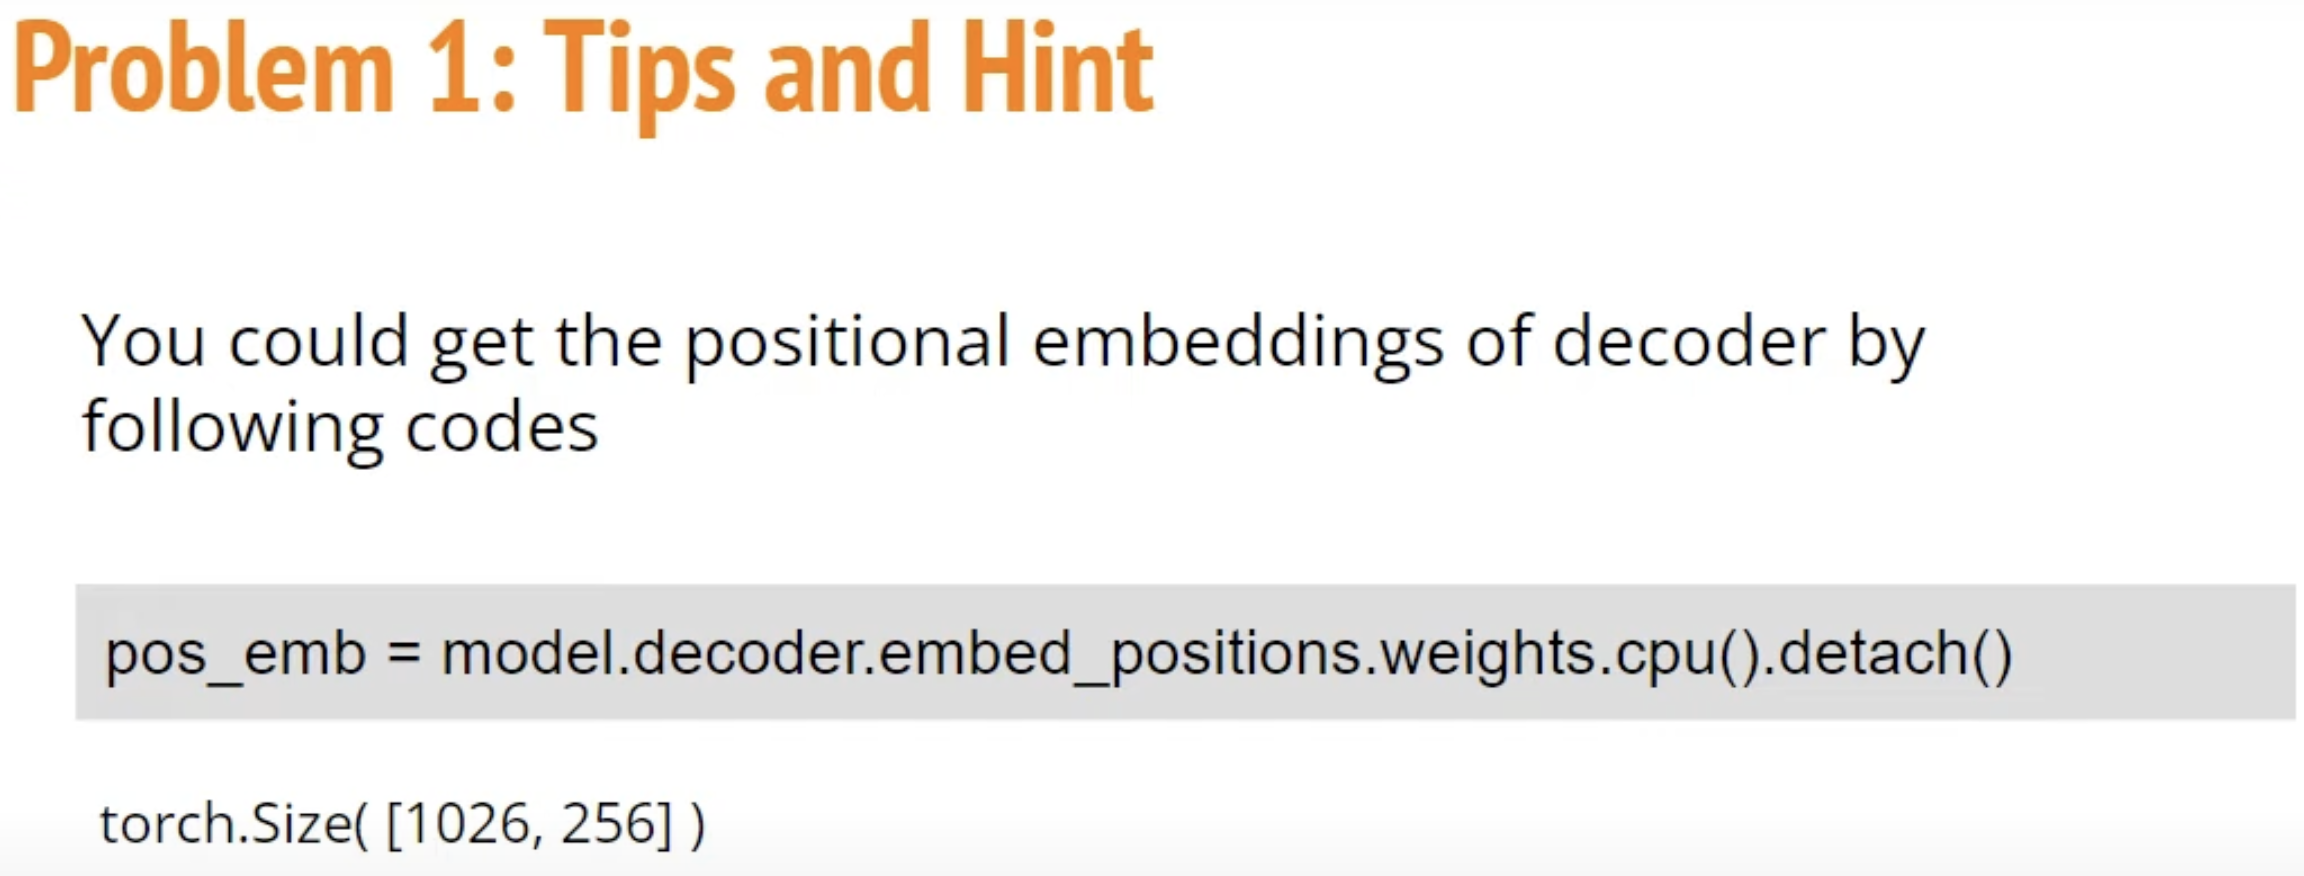 Problem 1: Tips and Hint
You could get the positional embeddings of decoder by
following codes
pos_emb = model.decoder.embed_positions.weights.cpu().detach()
torch.Size( [1026, 256] )